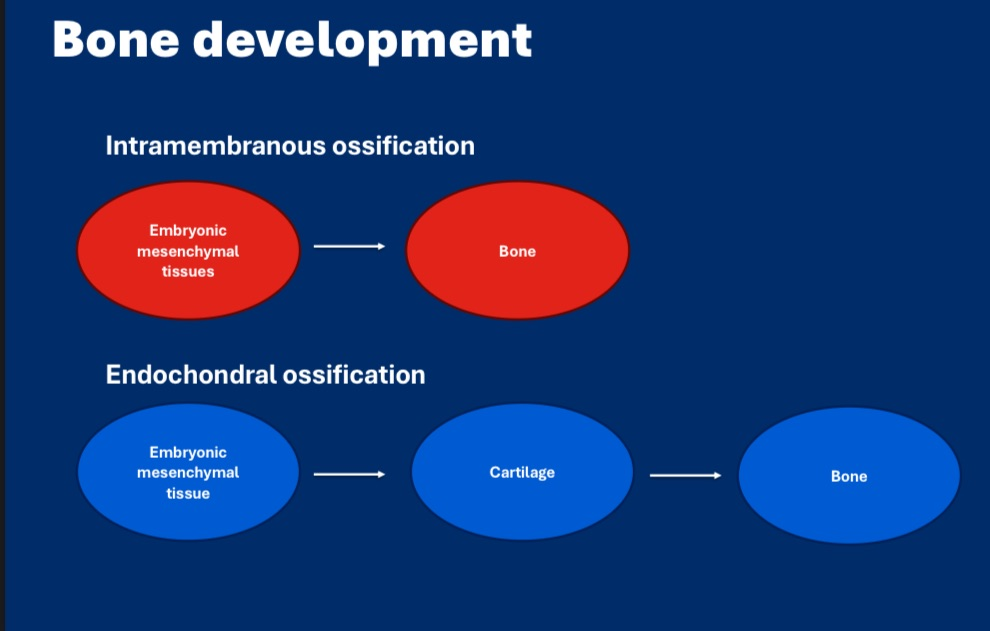 Bone development
Intramembranous ossification
Embryonic
mesenchymal
tissues
Bone
Endochondral ossification
Embryonic
mesenchymal
tissue
Cartilage
Bone